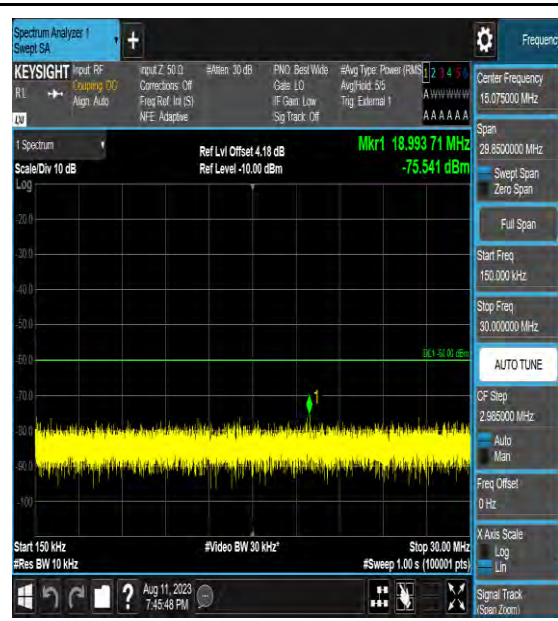 Spectrum Analyzer 1
Swept SA
Frequenc
KEYSIGHT Input: RF
RL
Coupling: DC
Align: Auto
LW
Input Z: 50 Ω
Corrections: Off
Freq Ref: Int (S)
NFE: Adaptive
#Atten: 30 dB
PNO: Best Wide
Gate: LO
IF Gain: Low
Sig Track: Off
#Avg Type: Power (RMS
Avg|Hold: 5/5
Trig: External 1
1 2 3 4 5 6
A W W W W W
A A A A A A
1 Spectrum
Scale/Div 10 dB
Log
Ref Lvl Offset 4.18 dB
Ref Level -10.00 dBm
Mkr1 18.993 71 MHz
-75.541 dBm
-20.0
-30.0
-40.0
-50.0
-60.0
-70.0
-80.0
-90.0
-100
DL1 -60.00 dBm
1
Start 150 kHz
#Res BW 10 kHz
#Video BW 30 kHz*
Stop 30.00 MHz
#Sweep 1.00 s (100001 pts)
Center Frequency
15.075000 MHz
Span
29.8500000 MHz
Swept Span
Zero Span
Full Span
Start Freq
150.000 kHz
Stop Freq
30.000000 MHz
AUTO TUNE
CF Step
2.985000 MHz
Auto
Man
Freq Offset
0 Hz
X Axis Scale
Log
Lin
Signal Track
(Span Zoom)
?
Aug 11, 2023
7:45:48 PM